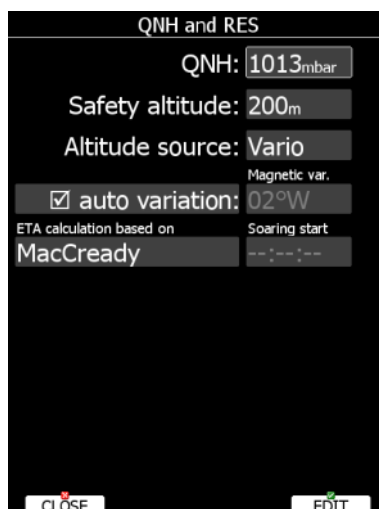 QNH and RES
QNH: 1013mbar
Safety altitude: 200m
Altitude source: Vario
Magnetic var.
auto variation: 02°W
ETA calculation based on Soaring start
MacCready --:--:--
CLOSE EDIT